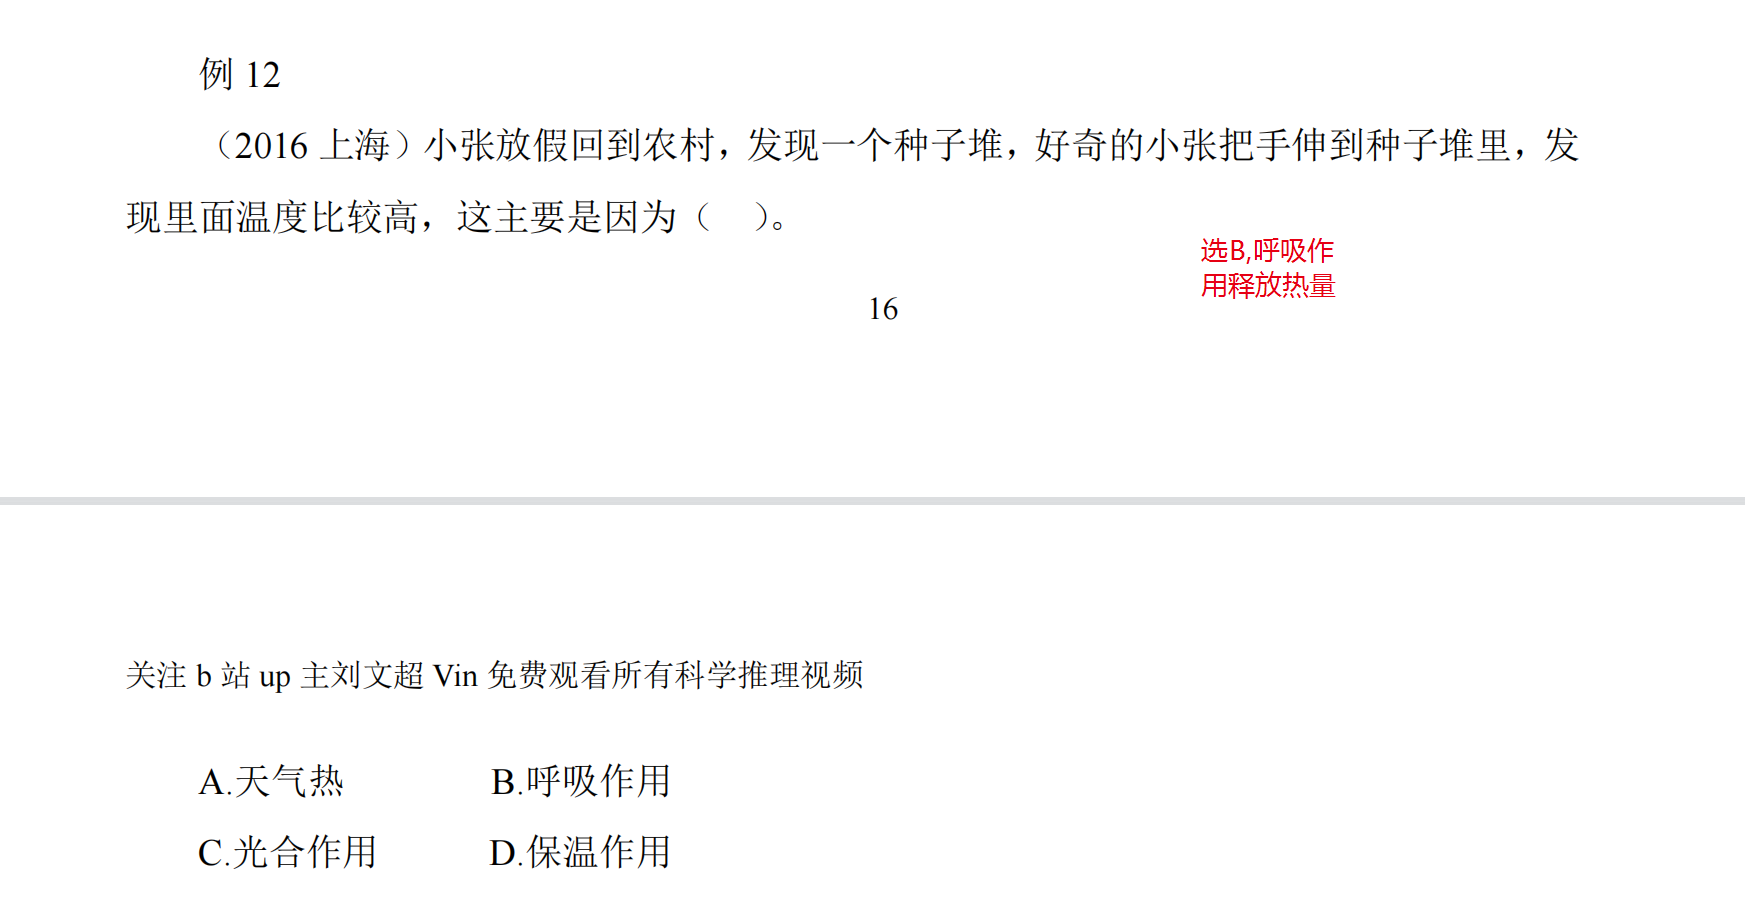 例 12
（2016 上海）小张放假回到农村，发现一个种子堆，好奇的小张把手伸到种子堆里，发
现里面温度比较高，这主要是因为（　）。
选B,呼吸作
用释放热量
16
关注 b 站 up 主刘文超 Vin 免费观看所有科学推理视频
A.天气热　B.呼吸作用
C.光合作用　D.保温作用